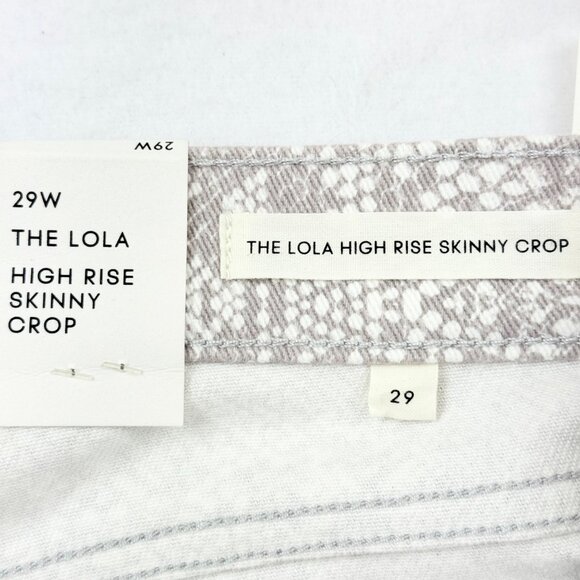 29W
29W
THE LOLA
HIGH RISE
SKINNY
CROP
THE LOLA HIGH RISE SKINNY CROP
29